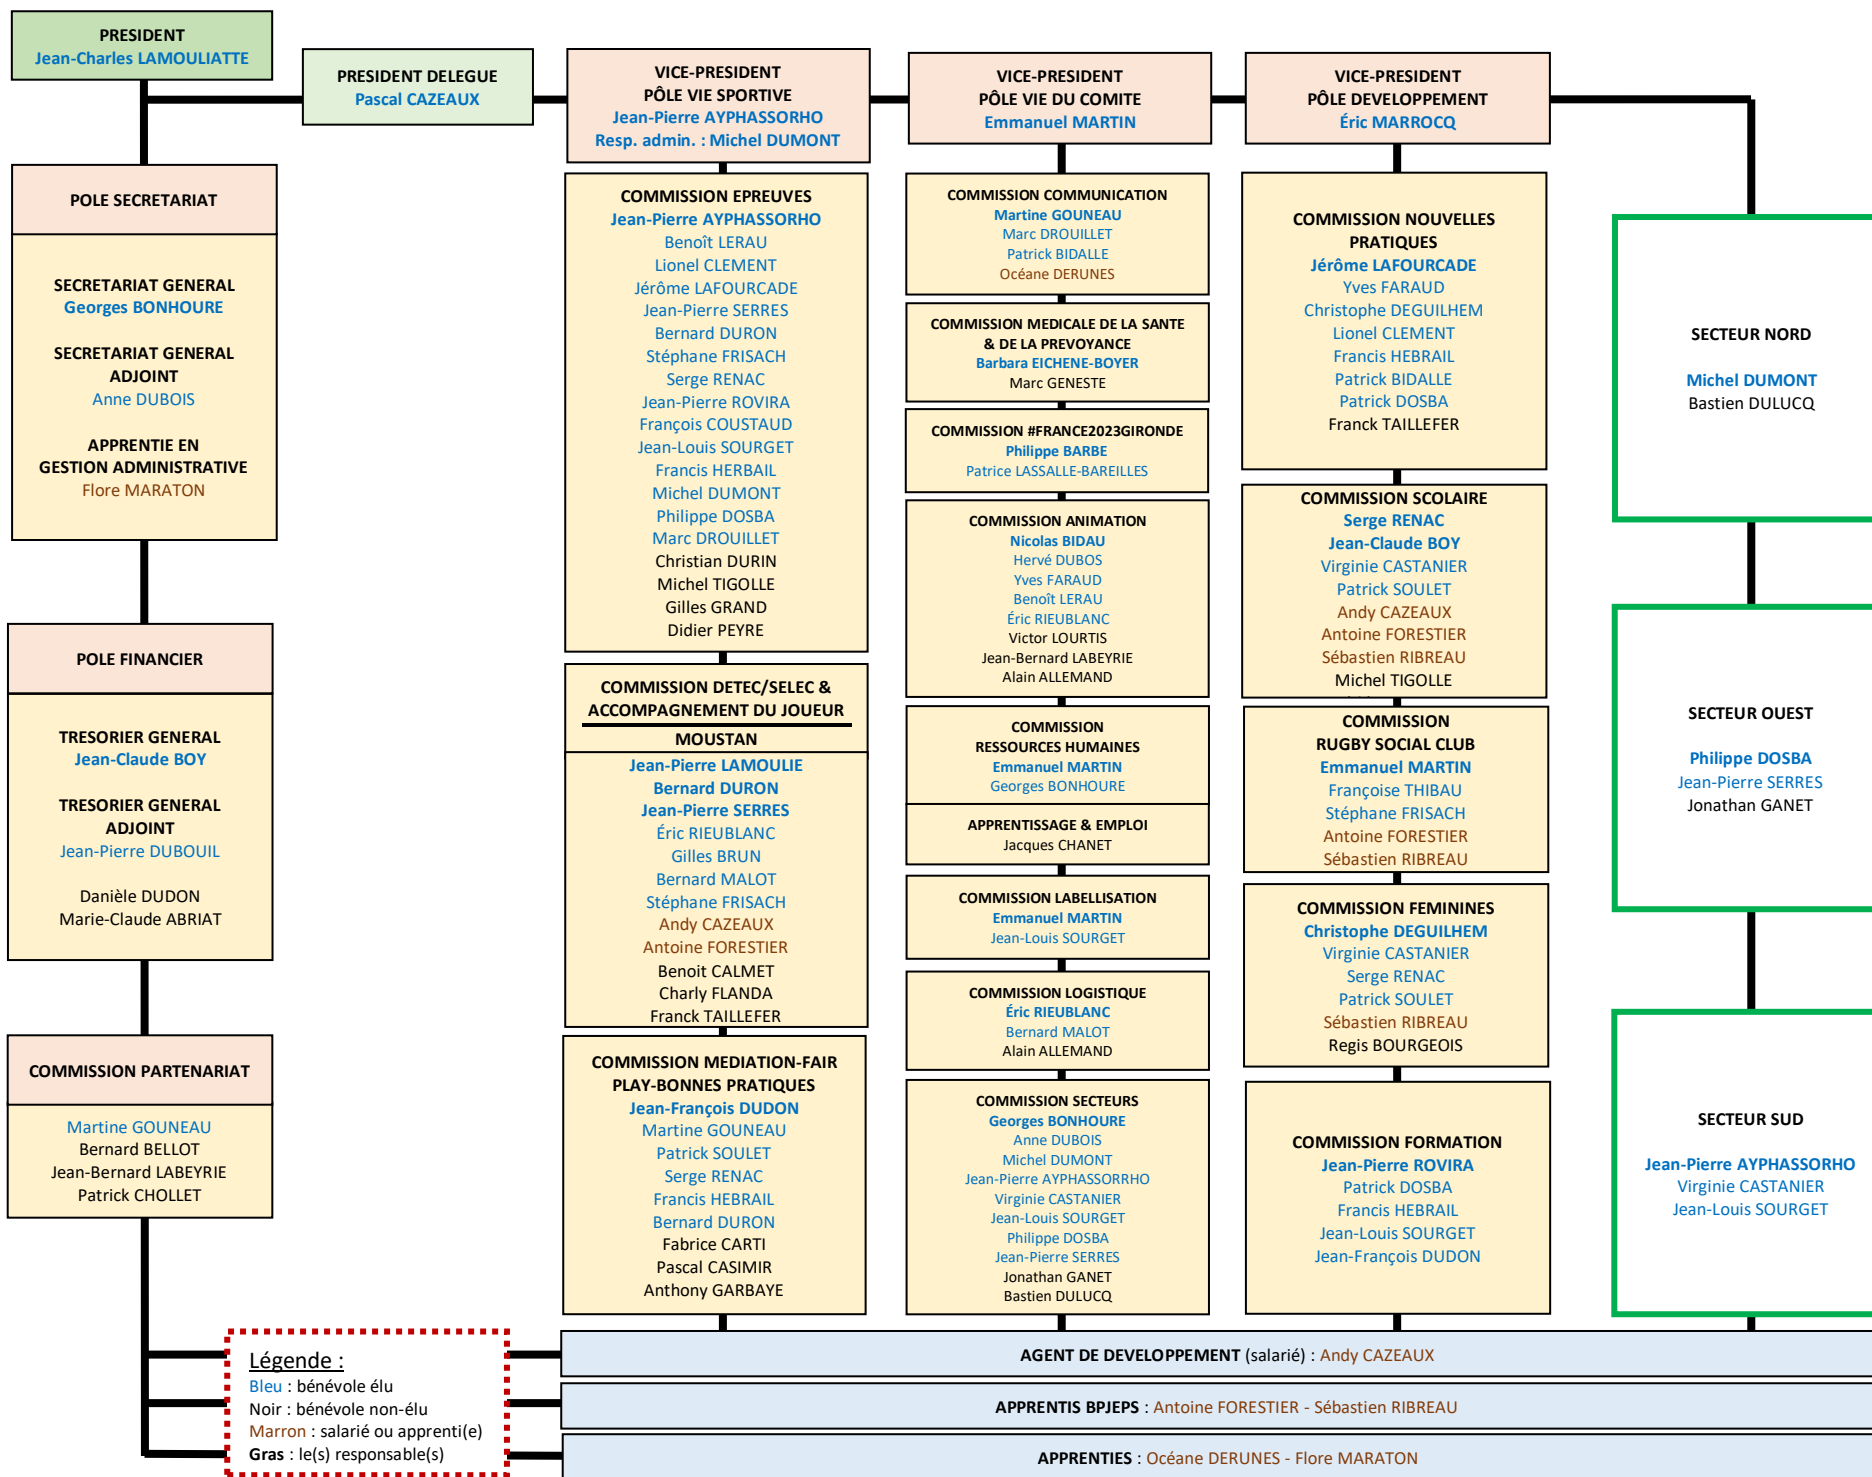 PRESIDENT
Jean-Charles LAMOULIATTE
PRESIDENT DELEGUE
Pascal CAZEAUX
VICE-PRESIDENT
PÔLE VIE SPORTIVE
Jean-Pierre AYPHASSORHO
Resp. admin. : Michel DUMONT
VICE-PRESIDENT
PÔLE VIE DU COMITE
Emmanuel MARTIN
VICE-PRESIDENT
PÔLE DEVELOPPEMENT
Éric MARROCQ
POLE SECRETARIAT
SECRETARIAT GENERAL
Georges BONHOURE
SECRETARIAT GENERAL
ADJOINT
Anne DUBOIS
APPRENTIE EN
GESTION ADMINISTRATIVE
Flore MARATON
POLE FINANCIER
TRESORIER GENERAL
Jean-Claude BOY
TRESORIER GENERAL
ADJOINT
Jean-Pierre DUBOUIL
Danièle DUDON
Marie-Claude ABRIAT
COMMISSION PARTENARIAT
Martine GOUNEAU
Bernard BELLOT
Jean-Bernard LABEYRIE
Patrick CHOLLET
COMMISSION EPREUVES
Jean-Pierre AYPHASSORHO
Benoît LERAU
Lionel CLEMENT
Jérôme LAFOURCADE
Jean-Pierre SERRES
Bernard DURON
Stéphane FRISACH
Serge RENAC
Jean-Pierre ROVIRA
François COUSTAUD
Jean-Louis SOURGET
Francis HERBAIL
Michel DUMONT
Philippe DOSBA
Marc DROUILLET
Christian DURIN
Michel TIGOLLE
Gilles GRAND
Didier PEYRE
COMMISSION DETEC/SELEC &
ACCOMPAGNEMENT DU JOUEUR
MOUSTAN
Jean-Pierre LAMOULIE
Bernard DURON
Jean-Pierre SERRES
Éric RIEUBLANC
Gilles BRUN
Bernard MALOT
Stéphane FRISACH
Andy CAZEAUX
Antoine FORESTIER
Benoit CALMET
Charly FLANDA
Franck TAILLEFER
COMMISSION MEDIATION-FAIR
PLAY-BONNES PRATIQUES
Jean-François DUDON
Martine GOUNEAU
Patrick SOULET
Serge RENAC
Francis HEBRAIL
Bernard DURON
Fabrice CARTI
Pascal CASIMIR
Anthony GARBAYE
COMMISSION COMMUNICATION
Martine GOUNEAU
Marc DROUILLET
Patrick BIDALLE
Océane DERUNES
COMMISSION MEDICALE DE LA SANTE
& DE LA PREVOYANCE
Barbara EICHENE-BOYER
Marc GENESTE
COMMISSION #FRANCE2023GIRONDE
Philippe BARBE
Patrice LASSALLE-BAREILLES
COMMISSION ANIMATION
Nicolas BIDAU
Hervé DUBOS
Yves FARAUD
Benoît LERAU
Éric RIEUBLANC
Victor LOURTIS
Jean-Bernard LABEYRIE
Alain ALLEMAND
COMMISSION
RESSOURCES HUMAINES
Emmanuel MARTIN
Georges BONHOURE
APPRENTISSAGE & EMPLOI
Jacques CHANET
COMMISSION LABELLISATION
Emmanuel MARTIN
Jean-Louis SOURGET
COMMISSION LOGISTIQUE
Éric RIEUBLANC
Bernard MALOT
Alain ALLEMAND
COMMISSION SECTEURS
Georges BONHOURE
Anne DUBOIS
Michel DUMONT
Jean-Pierre AYPHASSORRHO
Virginie CASTANIER
Jean-Louis SOURGET
Philippe DOSBA
Jean-Pierre SERRES
Jonathan GANET
Bastien DULUCQ
COMMISSION NOUVELLES
PRATIQUES
Jérôme LAFOURCADE
Yves FARAUD
Christophe DEGUILHEM
Lionel CLEMENT
Francis HEBRAIL
Patrick BIDALLE
Patrick DOSBA
Franck TAILLEFER
COMMISSION SCOLAIRE
Serge RENAC
Jean-Claude BOY
Virginie CASTANIER
Patrick SOULET
Andy CAZEAUX
Antoine FORESTIER
Sébastien RIBREAU
Michel TIGOLLE
COMMISSION
RUGBY SOCIAL CLUB
Emmanuel MARTIN
Françoise THIBAU
Stéphane FRISACH
Antoine FORESTIER
Sébastien RIBREAU
COMMISSION FEMININES
Christophe DEGUILHEM
Virginie CASTANIER
Serge RENAC
Patrick SOULET
Sébastien RIBREAU
Regis BOURGEOIS
COMMISSION FORMATION
Jean-Pierre ROVIRA
Patrick DOSBA
Francis HEBRAIL
Jean-Louis SOURGET
Jean-François DUDON
SECTEUR NORD
Michel DUMONT
Bastien DULUCQ
SECTEUR OUEST
Philippe DOSBA
Jean-Pierre SERRES
Jonathan GANET
SECTEUR SUD
Jean-Pierre AYPHASSORHO
Virginie CASTANIER
Jean-Louis SOURGET
Légende :
Bleu : bénévole élu
Noir : bénévole non-élu
Marron : salarié ou apprenti(e)
Gras : le(s) responsable(s)
AGENT DE DEVELOPPEMENT (salarié) : Andy CAZEAUX
APPRENTIS BPJEPS : Antoine FORESTIER - Sébastien RIBREAU
APPRENTIES : Océane DERUNES - Flore MARATON